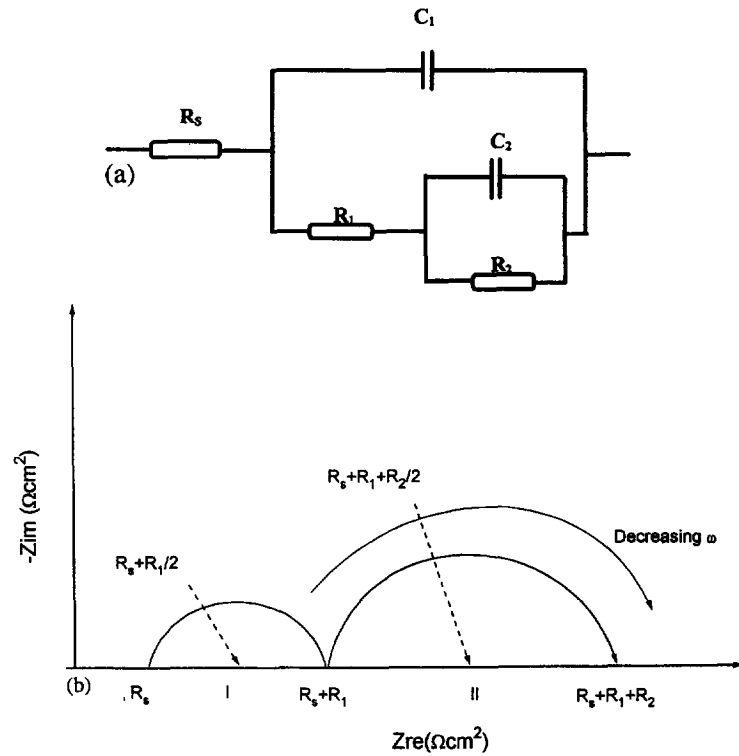 C₁
Rₛ
C₂
(a)
R₁
R₂
-Zim (Ωcm²)
Rₛ+R₁+R₂/2
Decreasing ω
Rₛ+R₁/2
(b)
Rₛ
I
Rₛ+R₁
II
Rₛ+R₁+R₂
Zre(Ωcm²)